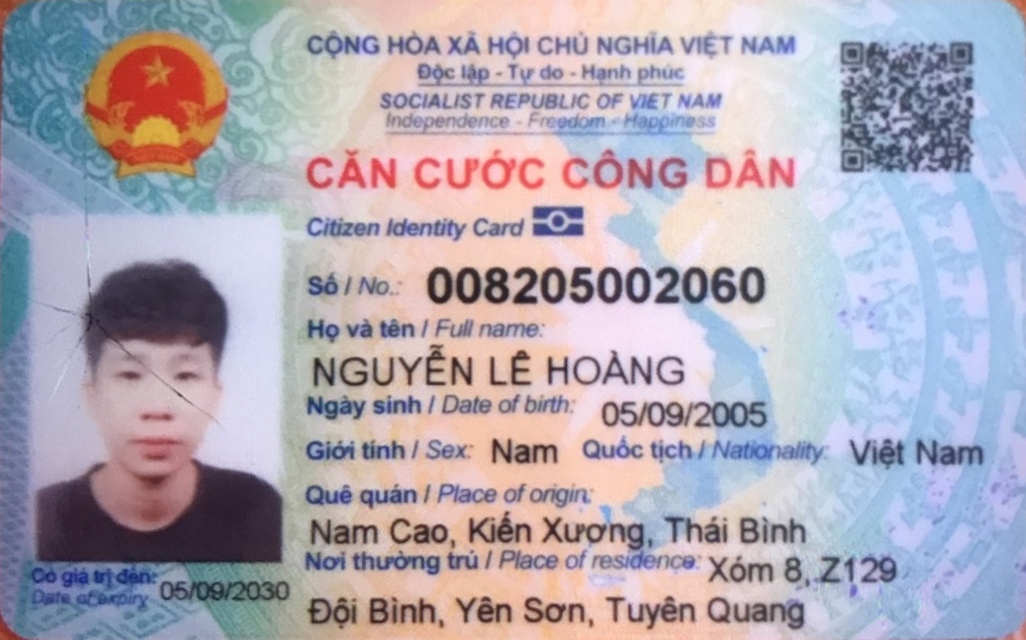 CỘNG HÒA XÃ HỘI CHỦ NGHĨA VIỆT NAM
Độc lập - Tự do - Hạnh phúc
SOCIALIST REPUBLIC OF VIET NAM
Independence - Freedom - Happiness
CĂN CƯỚC CÔNG DÂN
Citizen Identity Card
Số / No.: 008205002060
Họ và tên / Full name:
NGUYỄN LÊ HOÀNG
Ngày sinh / Date of birth: 05/09/2005
Giới tính / Sex: Nam Quốc tịch / Nationality: Việt Nam
Quê quán / Place of origin:
Nam Cao, Kiến Xương, Thái Bình
Nơi thường trú / Place of residence: Xóm 8, Z129
Đội Bình, Yên Sơn, Tuyên Quang
Có giá trị đến: 05/09/2030
Date of expiry